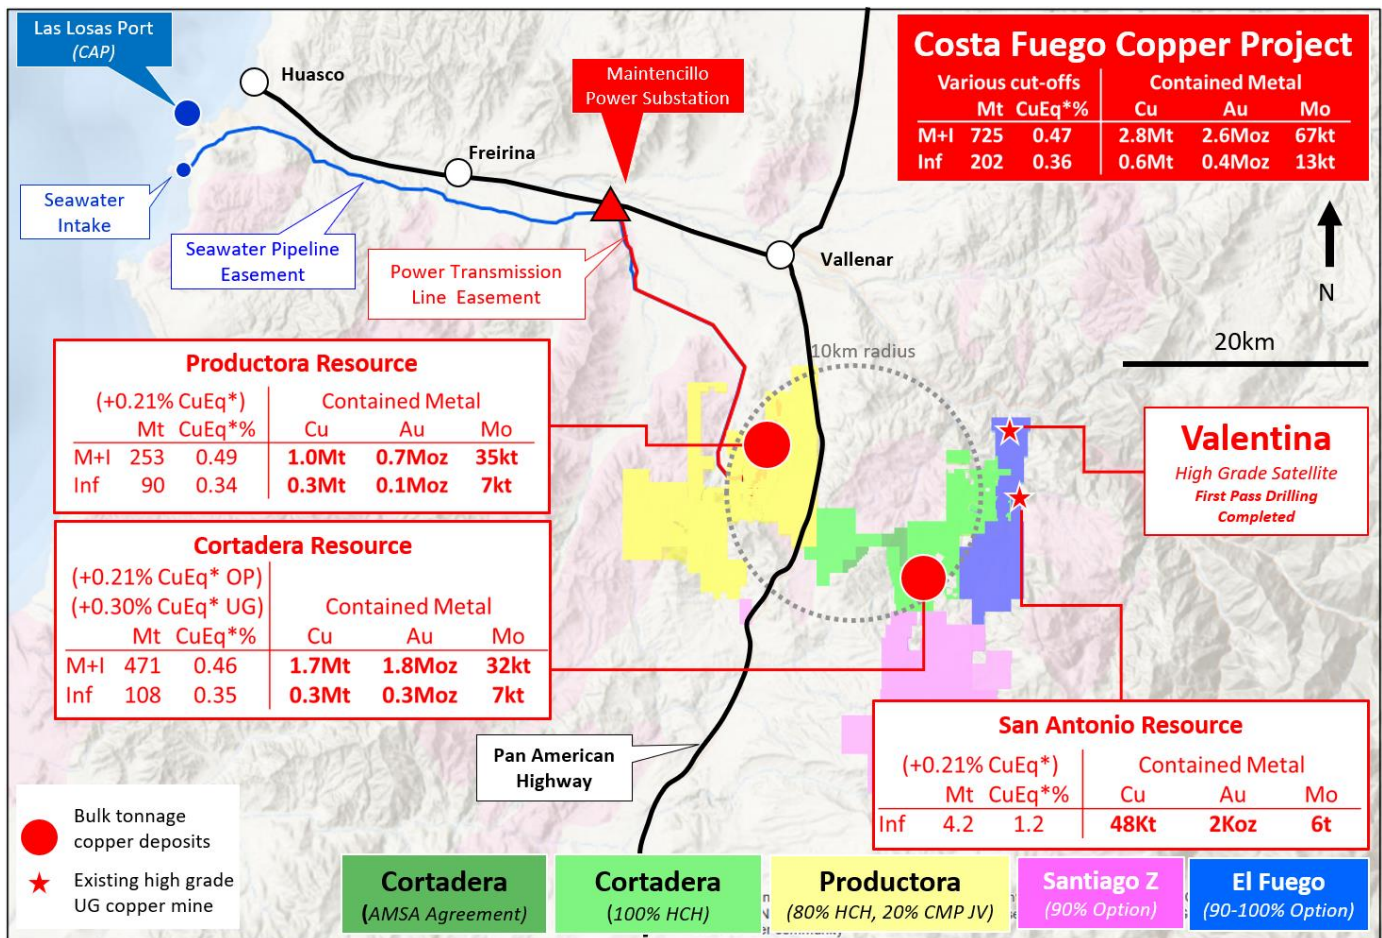 Las Losas Port
(CAP)
Huasco
Maintencillo
Power Substation
Costa Fuego Copper Project
Various cut-offs Contained Metal
Mt CuEq*% Cu Au Mo
M+I 725 0.47 2.8Mt 2.6Moz 67kt
Inf 202 0.36 0.6Mt 0.4Moz 13kt
Freirina
Seawater
Intake
Seawater Pipeline
Easement
Power Transmission
Line Easement
Vallenar
N
20km
10km radius
Productora Resource
(+0.21% CuEq*) Contained Metal
Mt CuEq*% Cu Au Mo
M+I 253 0.49 1.0Mt 0.7Moz 35kt
Inf 90 0.34 0.3Mt 0.1Moz 7kt
Valentina
High Grade Satellite
First Pass Drilling
Completed
Cortadera Resource
(+0.21% CuEq* OP)
(+0.30% CuEq* UG) Contained Metal
Mt CuEq*% Cu Au Mo
M+I 471 0.46 1.7Mt 1.8Moz 32kt
Inf 108 0.35 0.3Mt 0.3Moz 7kt
Pan American
Highway
San Antonio Resource
(+0.21% CuEq*) Contained Metal
Mt CuEq*% Cu Au Mo
Inf 4.2 1.2 48Kt 2Koz 6t
Bulk tonnage
copper deposits
Existing high grade
UG copper mine
Cortadera
(AMSA Agreement)
Cortadera
(100% HCH)
Productora
(80% HCH, 20% CMP JV)
Santiago Z
(90% Option)
El Fuego
(90-100% Option)